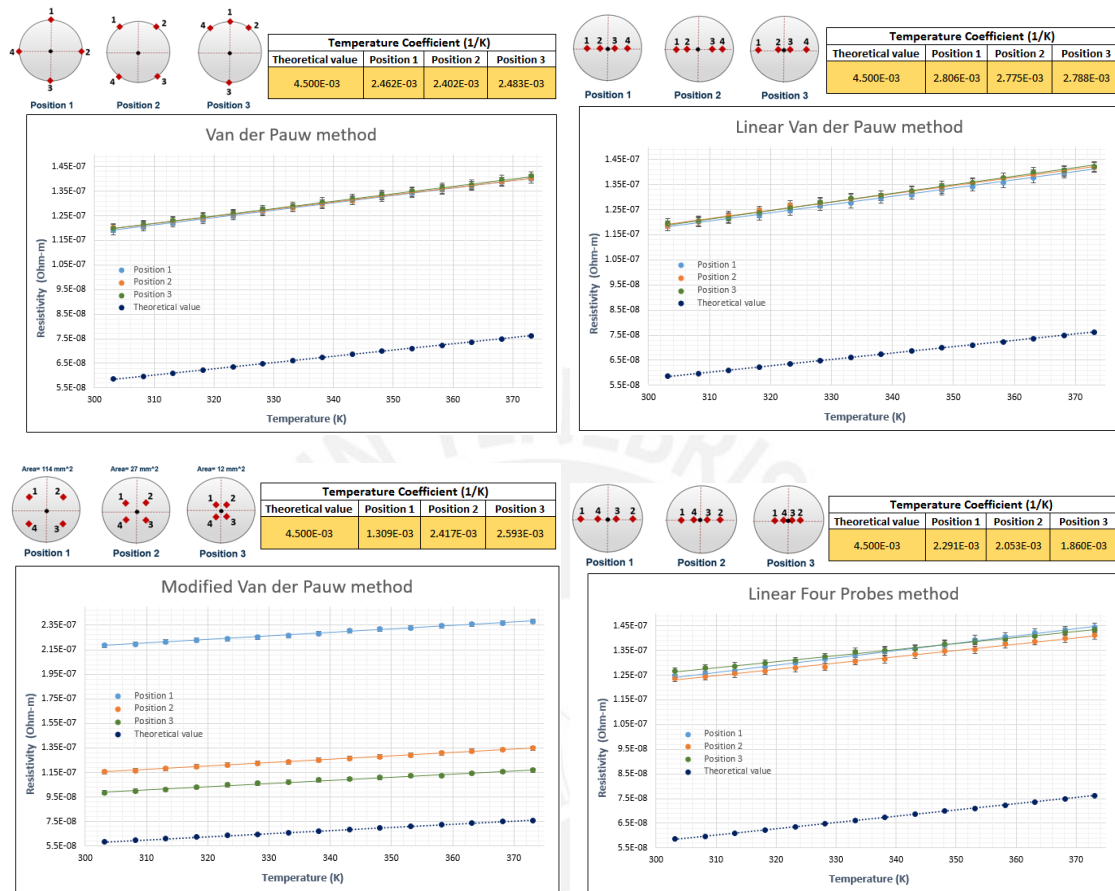 1
4
2
3
Position 1
1
2
4
3
Position 2
4
1
2
3
Position 3
Temperature Coefficient (1/K)
Theoretical value Position 1 Position 2 Position 3
4.500E-03 2.462E-03 2.402E-03 2.483E-03
Van der Pauw method
Resistivity (Ohm-m)
1.45E-07
1.35E-07
1.25E-07
1.15E-07
1.05E-07
9.5E-08
8.5E-08
7.5E-08
6.5E-08
5.5E-08
Position 1
Position 2
Position 3
Theoretical value
300 310 320 330 340 350 360 370
Temperature (K)
1 2 3 4
Position 1
1 2 3 4
Position 2
1 2 3 4
Position 3
Temperature Coefficient (1/K)
Theoretical value Position 1 Position 2 Position 3
4.500E-03 2.806E-03 2.775E-03 2.788E-03
Linear Van der Pauw method
Resistivity (Ohm-m)
1.45E-07
1.35E-07
1.25E-07
1.15E-07
1.05E-07
9.5E-08
8.5E-08
7.5E-08
6.5E-08
5.5E-08
Position 1
Position 2
Position 3
Theoretical value
300 310 320 330 340 350 360 370
Temperature (K)
Area= 114 mm^2
1 2
4 3
Position 1
Area= 27 mm^2
1 2
4 3
Position 2
Area= 12 mm^2
1 2
4 3
Position 3
Temperature Coefficient (1/K)
Theoretical value Position 1 Position 2 Position 3
4.500E-03 1.309E-03 2.417E-03 2.593E-03
Modified Van der Pauw method
Resistivity (Ohm-m)
2.35E-07
2.15E-07
1.95E-07
1.75E-07
1.55E-07
1.35E-07
1.15E-07
9.5E-08
7.5E-08
5.5E-08
Position 1
Position 2
Position 3
Theoretical value
300 310 320 330 340 350 360 370
Temperature (K)
1 4 3 2
Position 1
1 4 3 2
Position 2
1 4 3 2
Position 3
Temperature Coefficient (1/K)
Theoretical value Position 1 Position 2 Position 3
4.500E-03 2.291E-03 2.053E-03 1.860E-03
Linear Four Probes method
Resistivity (Ohm-m)
1.45E-07
1.35E-07
1.25E-07
1.15E-07
1.05E-07
9.5E-08
8.5E-08
7.5E-08
6.5E-08
5.5E-08
Position 1
Position 2
Position 3
Theoretical value
300 310 320 330 340 350 360 370
Temperature (K)